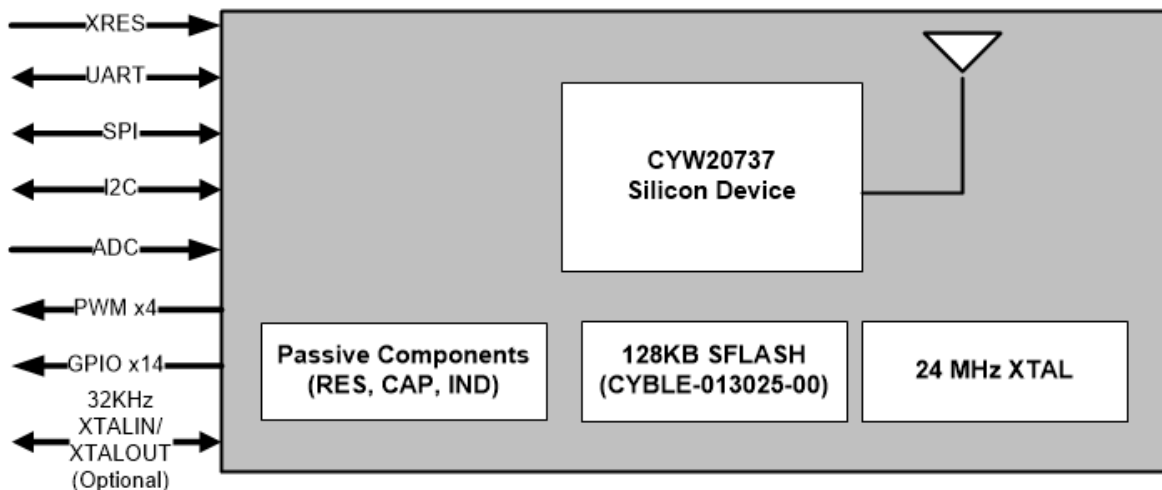 XRES
UART
SPI
I2C
ADC
PWM x4
GPIO x14
32KHz
XTALIN/
XTALOUT
(Optional)
CYW20737
Silicon Device
Passive Components
(RES, CAP, IND)
128KB SFLASH
(CYBLE-013025-00)
24 MHz XTAL